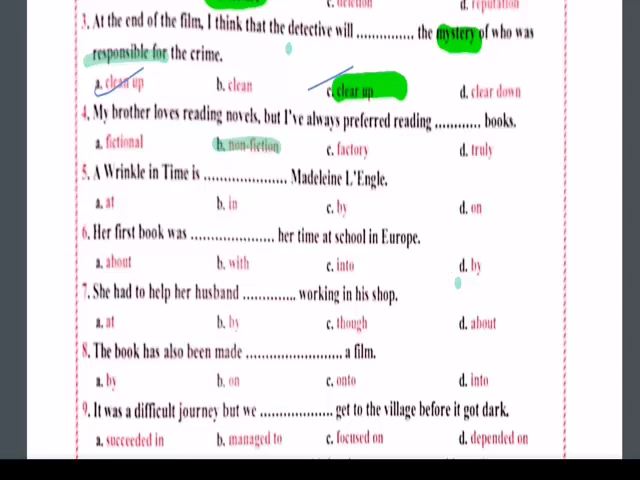 c. deletion d. reputation
3. At the end of the film, I think that the detective will .............. the mystery of who was
responsible for the crime.
a. clean up b. clean c. clear up d. clear down
4. My brother loves reading novels, but I've always preferred reading ............ books.
a. fictional b. non-fiction c. factory d. truly
5. A Wrinkle in Time is ..................... Madeleine L'Engle.
a. at b. in c. by d. on
6. Her first book was ..................... her time at school in Europe.
a. about b. with c. into d. by
7. She had to help her husband ............. working in his shop.
a. at b. by c. though d. about
8. The book has also been made ........................ a film.
a. by b. on c. onto d. into
9. It was a difficult journey but we .................. get to the village before it got dark.
a. succeeded in b. managed to c. focused on d. depended on